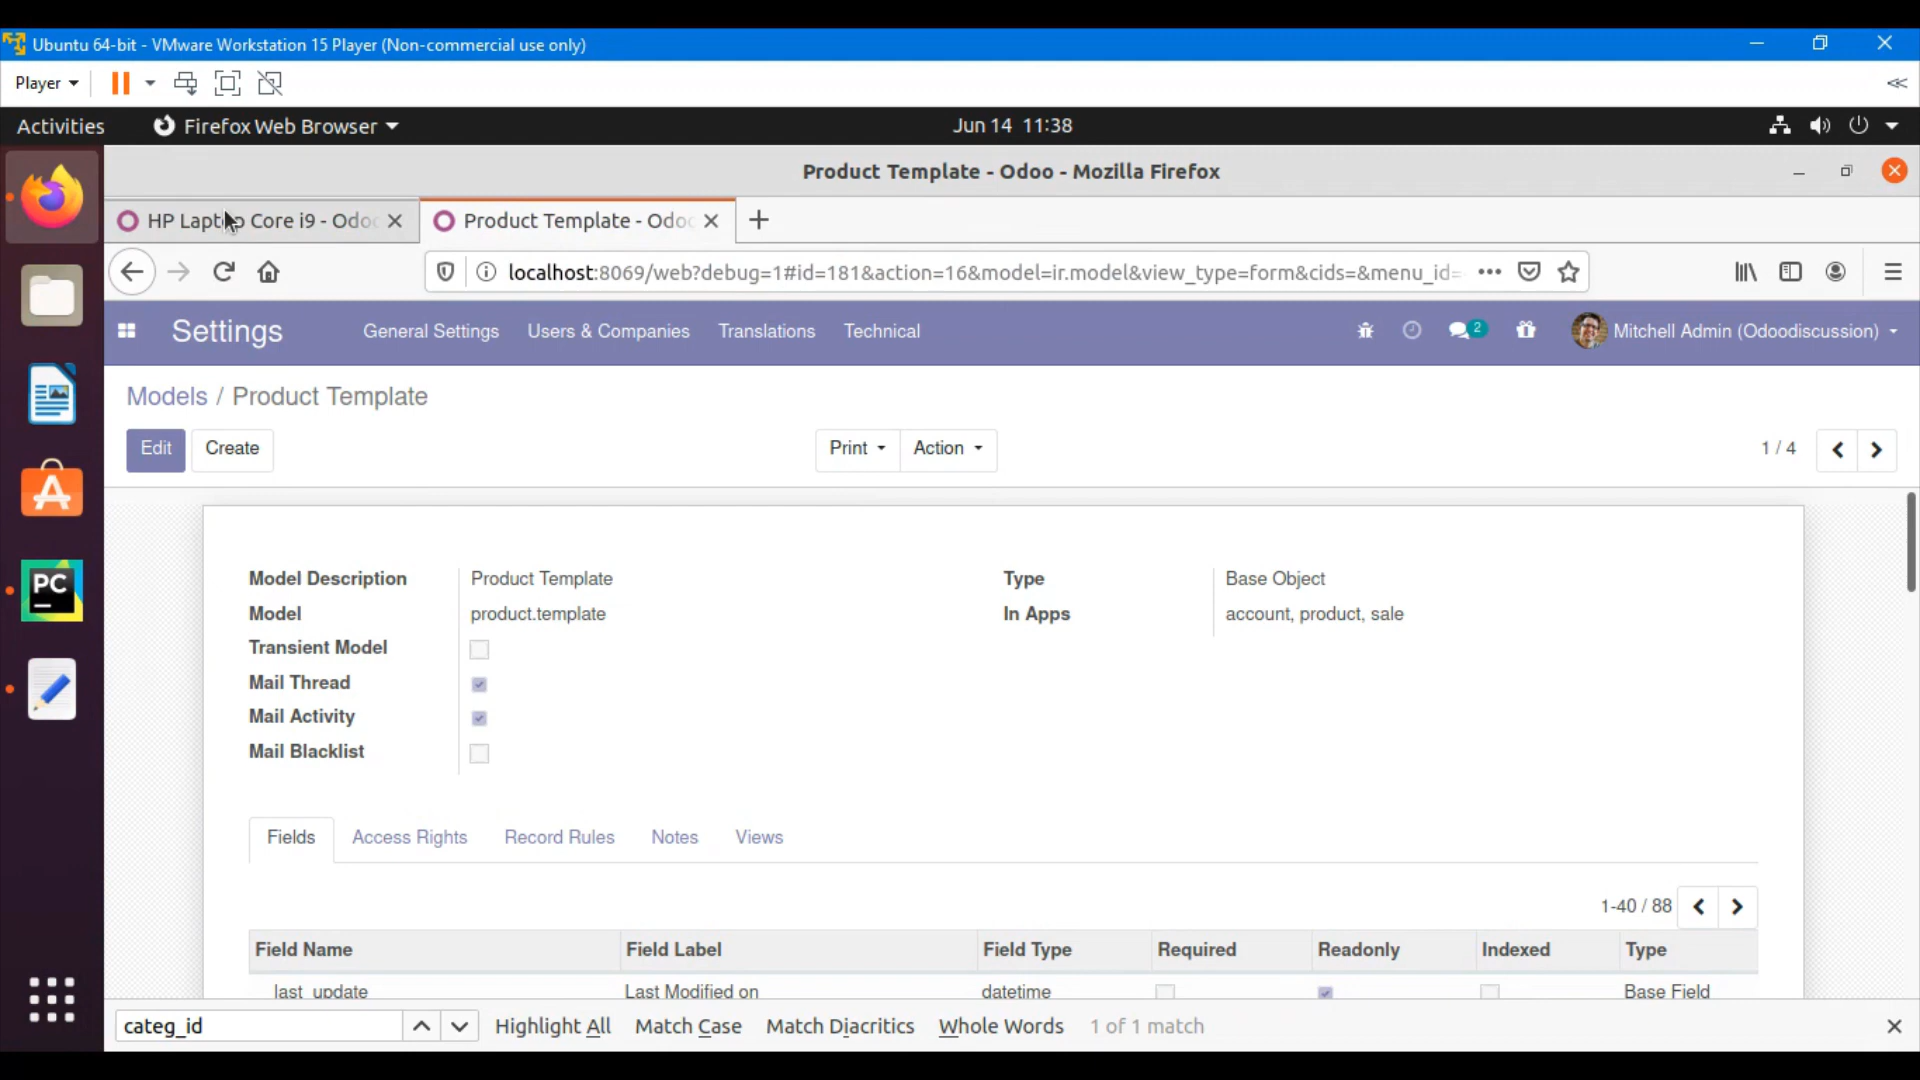 Ubuntu 64-bit - VMware Workstation 15 Player (Non-commercial use only)
Player
Activities
Firefox Web Browser
Jun 14 11:38
Product Template - Odoo - Mozilla Firefox
HP Laptop Core i9 - Odoo
Product Template - Odoo
localhost:8069/web?debug=1#id=181&action=16&model=ir.model&view_type=form&cids=&menu_id=
Settings
General Settings
Users & Companies
Translations
Technical
2
Mitchell Admin (Odoodiscussion)
Models / Product Template
Edit
Create
Print
Action
1 / 4
Model Description
Product Template
Type
Base Object
Model
product.template
In Apps
account, product, sale
Transient Model
Mail Thread
Mail Activity
Mail Blacklist
PC
Fields
Access Rights
Record Rules
Notes
Views
1-40 / 88
Field Name
Field Label
Field Type
Required
Readonly
Indexed
Type
last_update
Last Modified on
datetime
Base Field
categ_id
Highlight All
Match Case
Match Diacritics
Whole Words
1 of 1 match